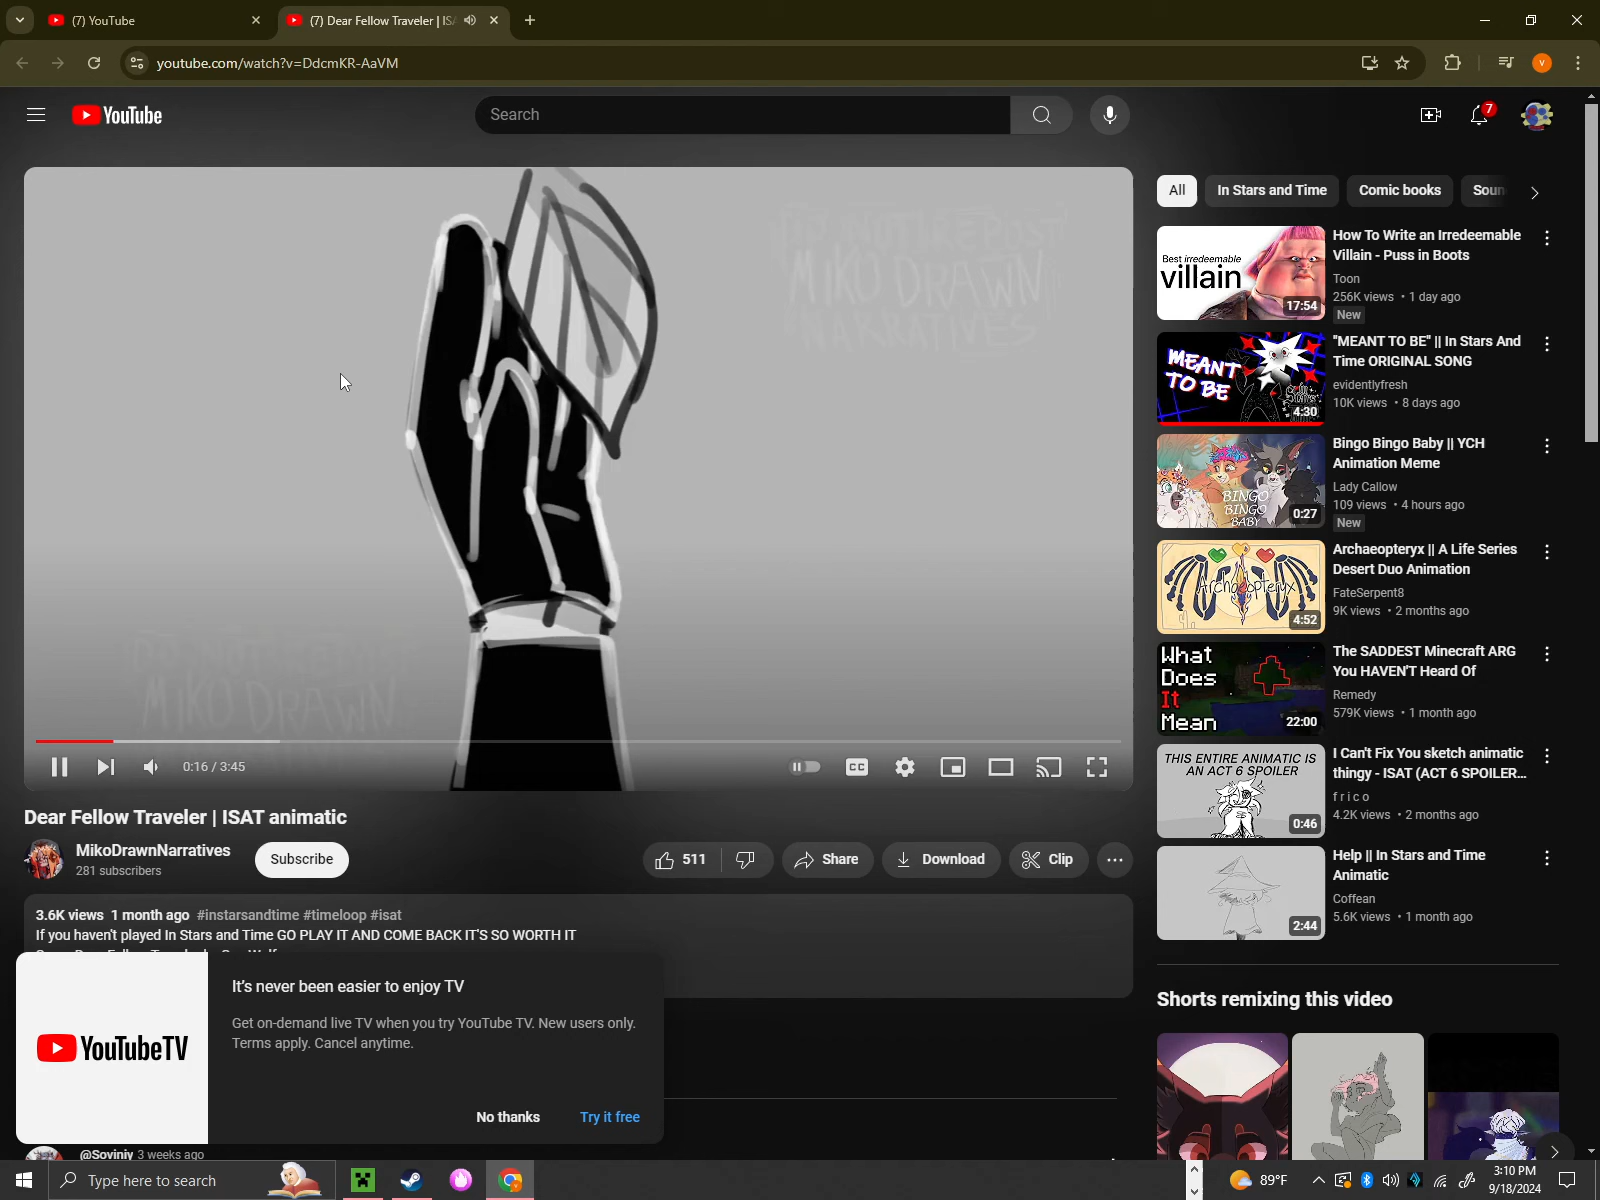 (7) YouTube
(7) Dear Fellow Traveler | IS
youtube.com/watch?v=DdcmKR-AaVM
V
YouTube
Search
7
DO NOT REPOST
MIKO DRAWN
NARRATIVES
MIKO DRAWN
0:16 / 3:45
CC
Dear Fellow Traveler | ISAT animatic
MikoDrawnNarratives
281 subscribers
Subscribe
511
Share
Download
Clip
3.6K views 1 month ago #instarsandtime #timeloop #isat
If you haven't played In Stars and Time GO PLAY IT AND COME BACK IT'S SO WORTH IT
YouTubeTV
It's never been easier to enjoy TV
Get on-demand live TV when you try YouTube TV. New users only.
Terms apply. Cancel anytime.
No thanks
Try it free
@Soviniy 3 weeks ago
All
In Stars and Time
Comic books
Soun
Best irredeemable
villain
17:54
How To Write an Irredeemable
Villain - Puss in Boots
Toon
256K views • 1 day ago
New
MEANT
TO BE
4:30
"MEANT TO BE" || In Stars And
Time ORIGINAL SONG
evidentlyfresh
10K views • 8 days ago
BINGO
BINGO
BABY
0:27
Bingo Bingo Baby || YCH
Animation Meme
Lady Callow
109 views • 4 hours ago
New
Archaeopteryx
4:52
Archaeopteryx || A Life Series
Desert Duo Animation
FateSerpent8
9K views • 2 months ago
What
Does
It
Mean
22:00
The SADDEST Minecraft ARG
You HAVEN'T Heard Of
Remedy
579K views • 1 month ago
THIS ENTIRE ANIMATIC IS
AN ACT 6 SPOILER
0:46
I Can't Fix You sketch animatic
thingy - ISAT (ACT 6 SPOILER...
f r i c o
4.2K views • 2 months ago
2:44
Help || In Stars and Time
Animatic
Coffean
5.6K views • 1 month ago
Shorts remixing this video
Type here to search
89°F
3:10 PM
9/18/2024